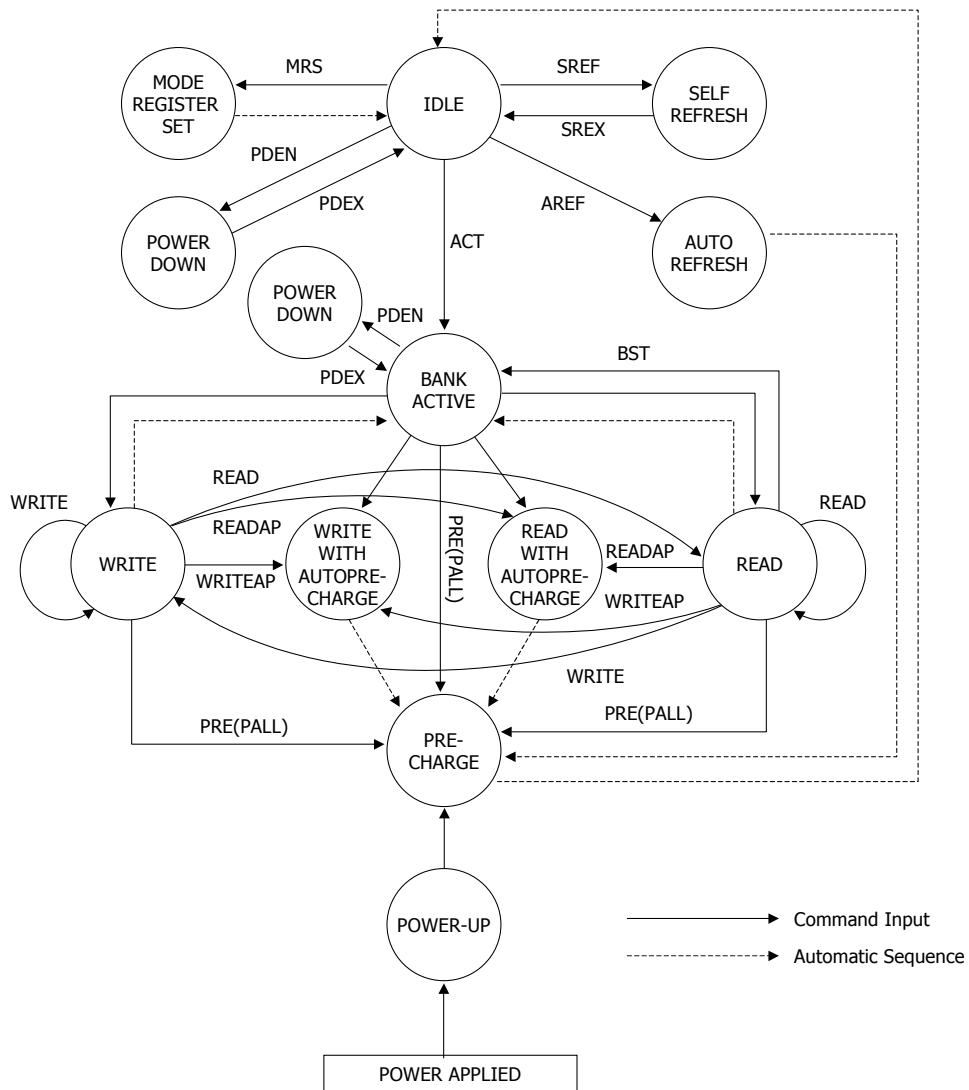 MRS
SREF
MODE
REGISTER
SET
IDLE
SELF
REFRESH
SREX
PDEN
PDEX
AREF
POWER
DOWN
ACT
AUTO
REFRESH
POWER
DOWN
PDEN
PDEX
BST
BANK
ACTIVE
WRITE
READ
READ
READAP
WRITE
WITH
AUTOPRE-
CHARGE
PRE(PALL)
READ
WITH
AUTOPRE-
CHARGE
READAP
WRITE
WRITEAP
READ
WRITEAP
WRITE
PRE(PALL)
PRE(PALL)
PRE-
CHARGE
POWER-UP
Command Input
Automatic Sequence
POWER APPLIED